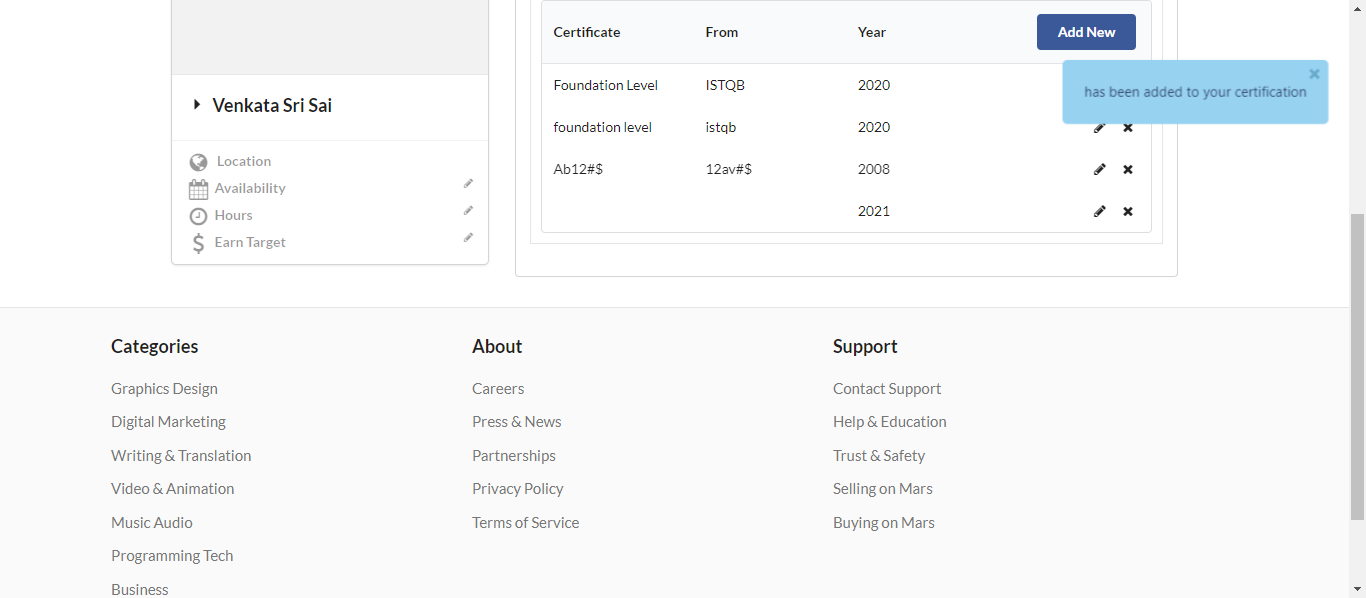 Certificate From Year Add New
Foundation Level ISTQB 2020
has been added to your certification
foundation level istqb 2020
Ab12#$ 12av#$ 2008
2021
Venkata Sri Sai
Location
Availability
Hours
Earn Target
Categories
Graphics Design
Digital Marketing
Writing & Translation
Video & Animation
Music Audio
Programming Tech
Business
About
Careers
Press & News
Partnerships
Privacy Policy
Terms of Service
Support
Contact Support
Help & Education
Trust & Safety
Selling on Mars
Buying on Mars